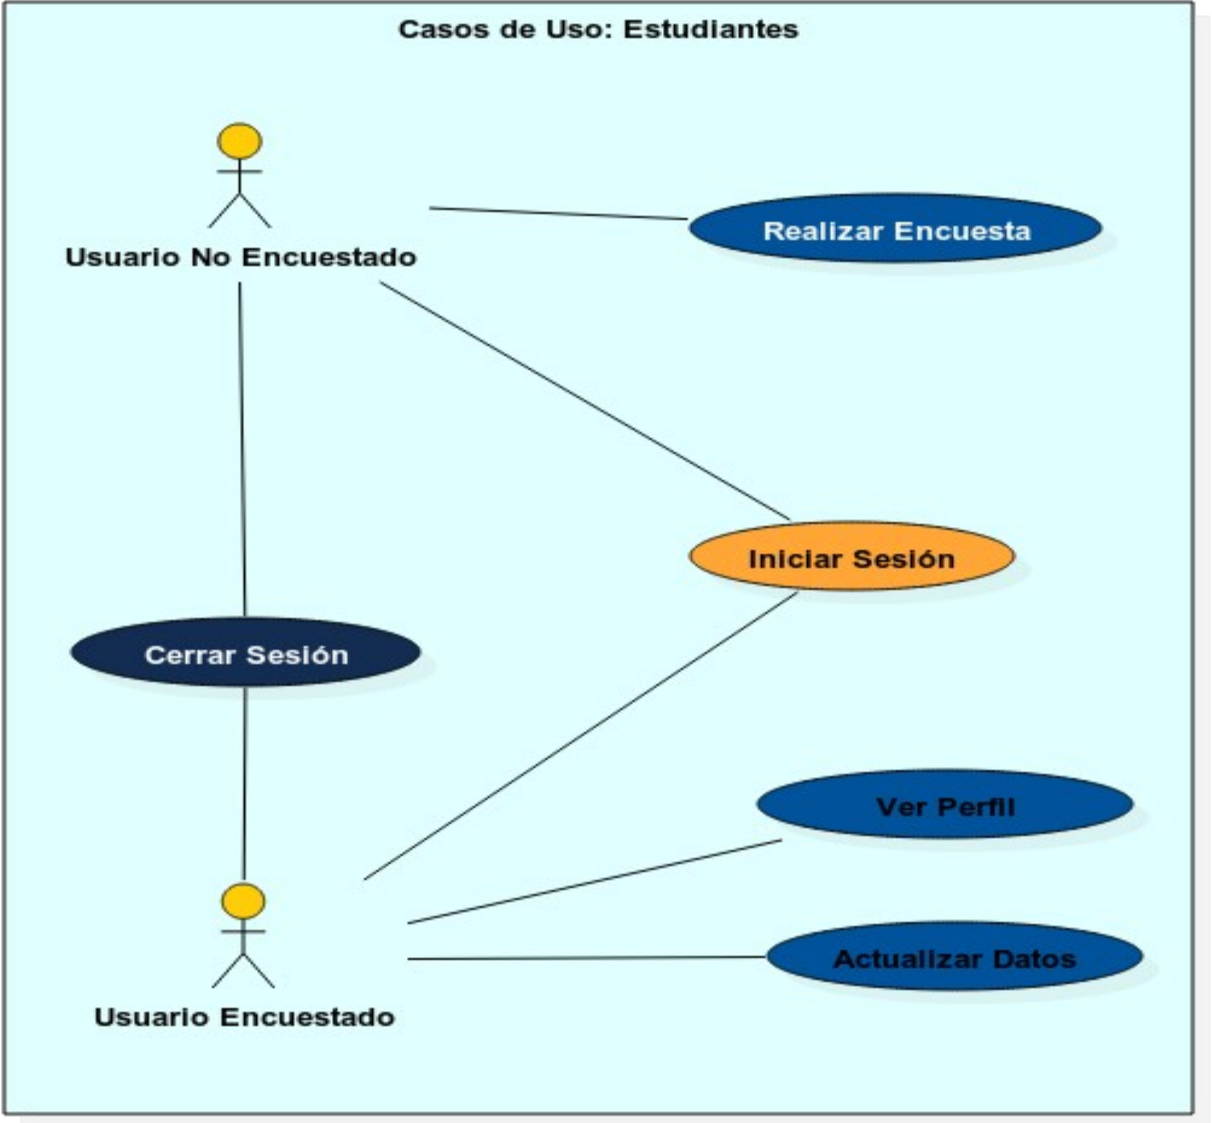 Casos de Uso: Estudiantes
Usuario No Encuestado
Realizar Encuesta
Iniciar Sesión
Cerrar Sesión
Ver Perfil
Actualizar Datos
Usuario Encuestado